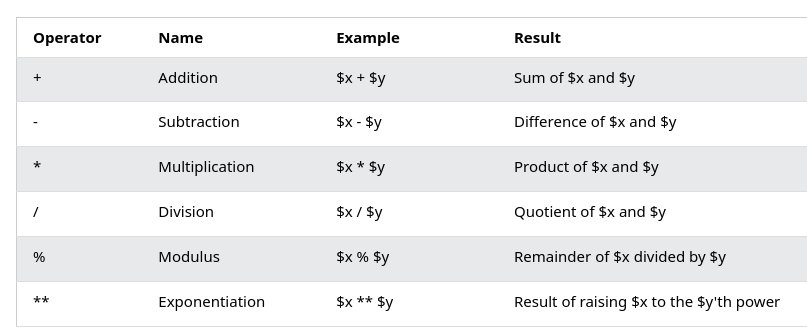 Operator Name Example Result
+ Addition $x + $y Sum of $x and $y
- Subtraction $x - $y Difference of $x and $y
* Multiplication $x * $y Product of $x and $y
/ Division $x / $y Quotient of $x and $y
% Modulus $x % $y Remainder of $x divided by $y
** Exponentiation $x ** $y Result of raising $x to the $y'th power